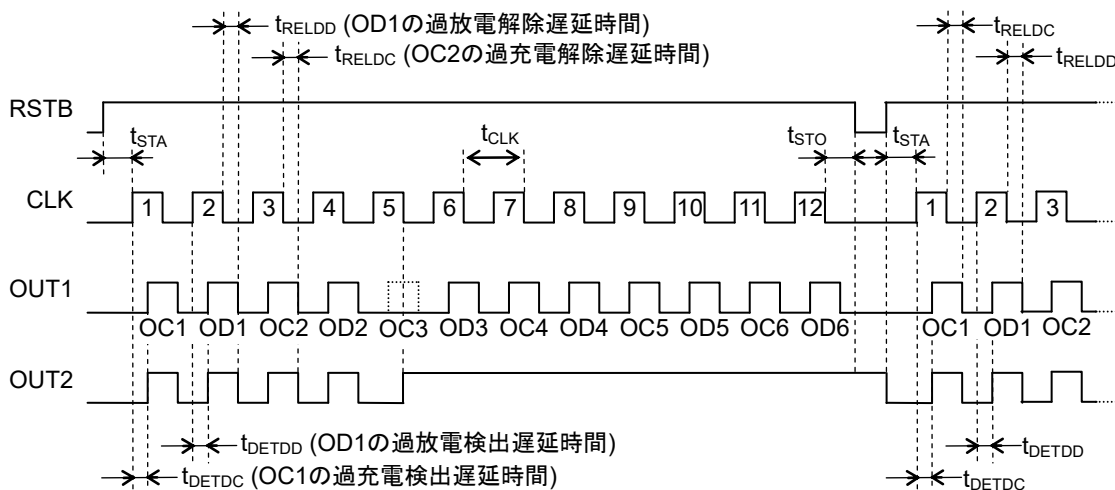 tRELDD (OD1の過放電解除遅延時間)
tRELDC (OC2の過充電解除遅延時間)
tRELDC
tRELDD
RSTB
tSTA
tCLK
tSTO
tSTA
CLK
1 2 3 4 5 6 7 8 9 10 11 12 1 2 3
OUT1
OC1 OD1 OC2 OD2 OC3 OD3 OC4 OD4 OC5 OD5 OC6 OD6 OC1 OD1 OC2
OUT2
tDETDD (OD1の過放電検出遅延時間)
tDETDC (OC1の過充電検出遅延時間)
tDETDD
tDETDC